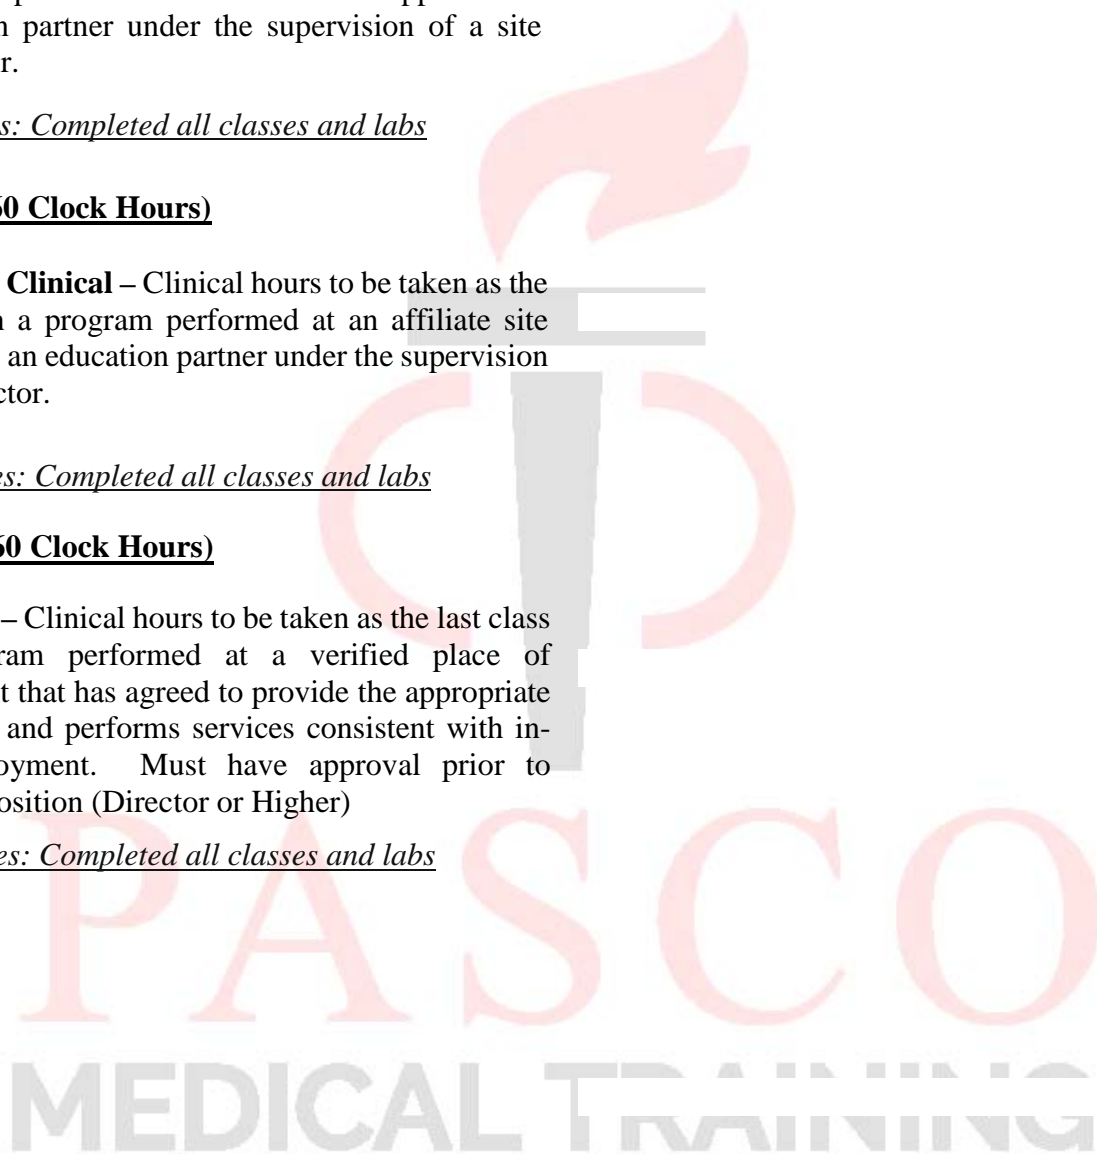 partner under the supervision of a site
r.
s: Completed all classes and labs
60 Clock Hours)
Clinical – Clinical hours to be taken as the
a program performed at an affiliate site
an education partner under the supervision
ctor.
es: Completed all classes and labs
60 Clock Hours)
– Clinical hours to be taken as the last class
ram performed at a verified place of
t that has agreed to provide the appropriate
and performs services consistent with in-
oyment. Must have approval prior to
osition (Director or Higher)
es: Completed all classes and labs
PASCO
MEDICAL TRAINING